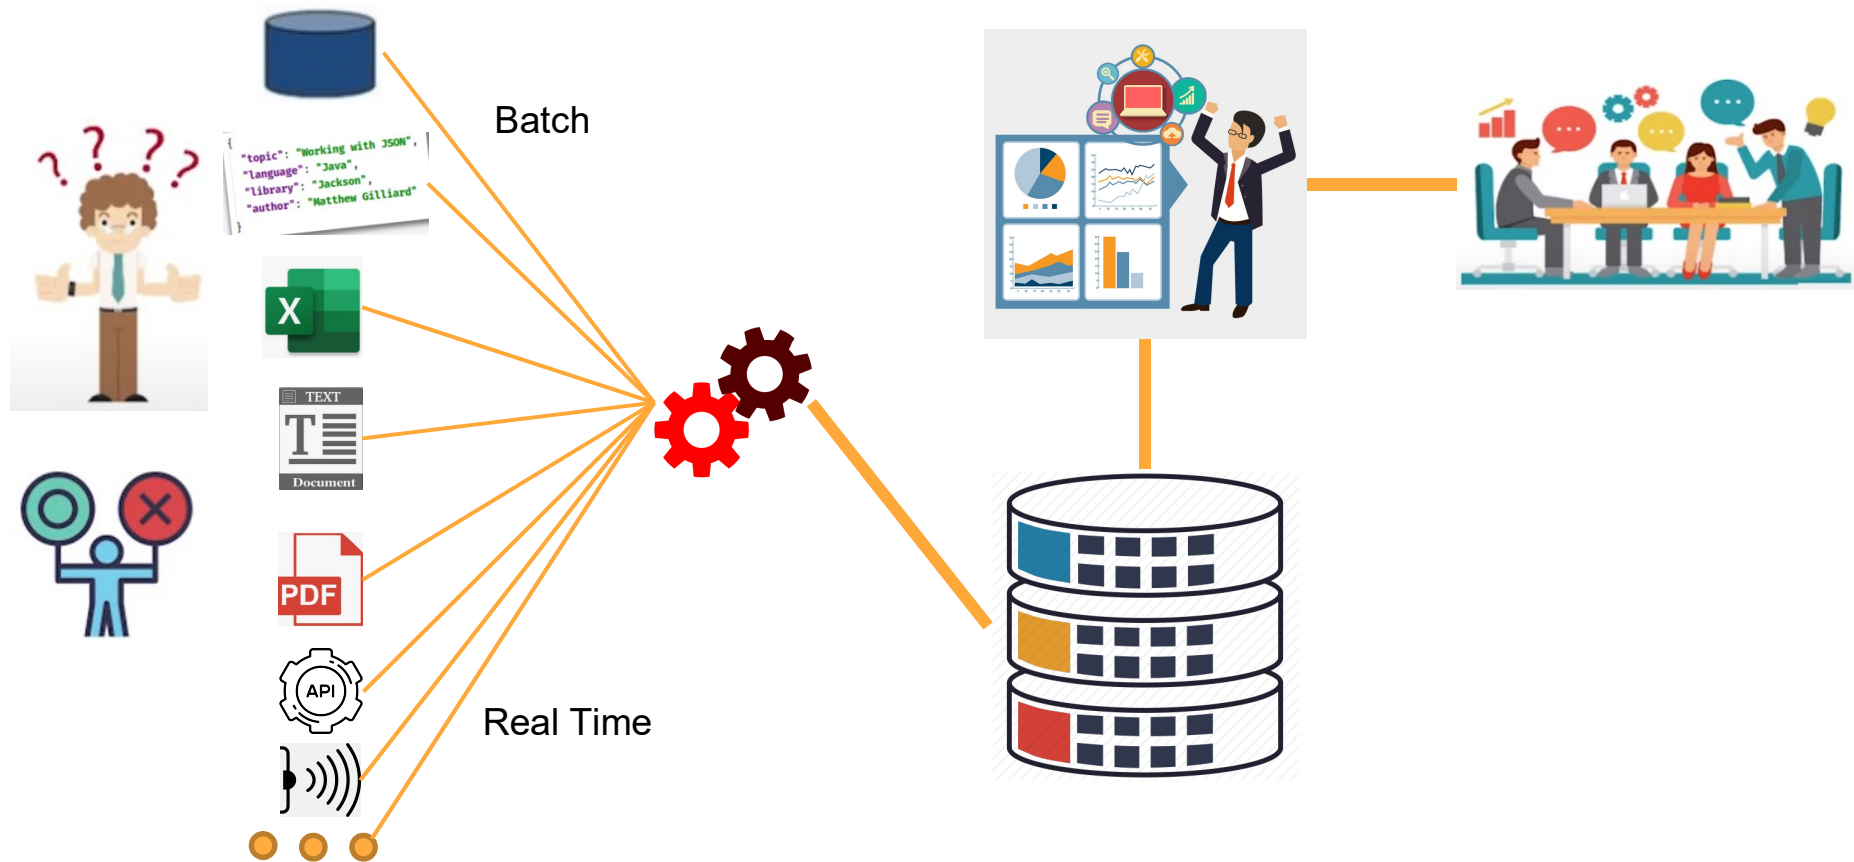 Batch
{
"topic": "Working with JSON",
"language": "Java",
"library": "Jackson",
"author": "Matthew Gilliard"
}
X
TEXT
T
Document
PDF
API
Real Time